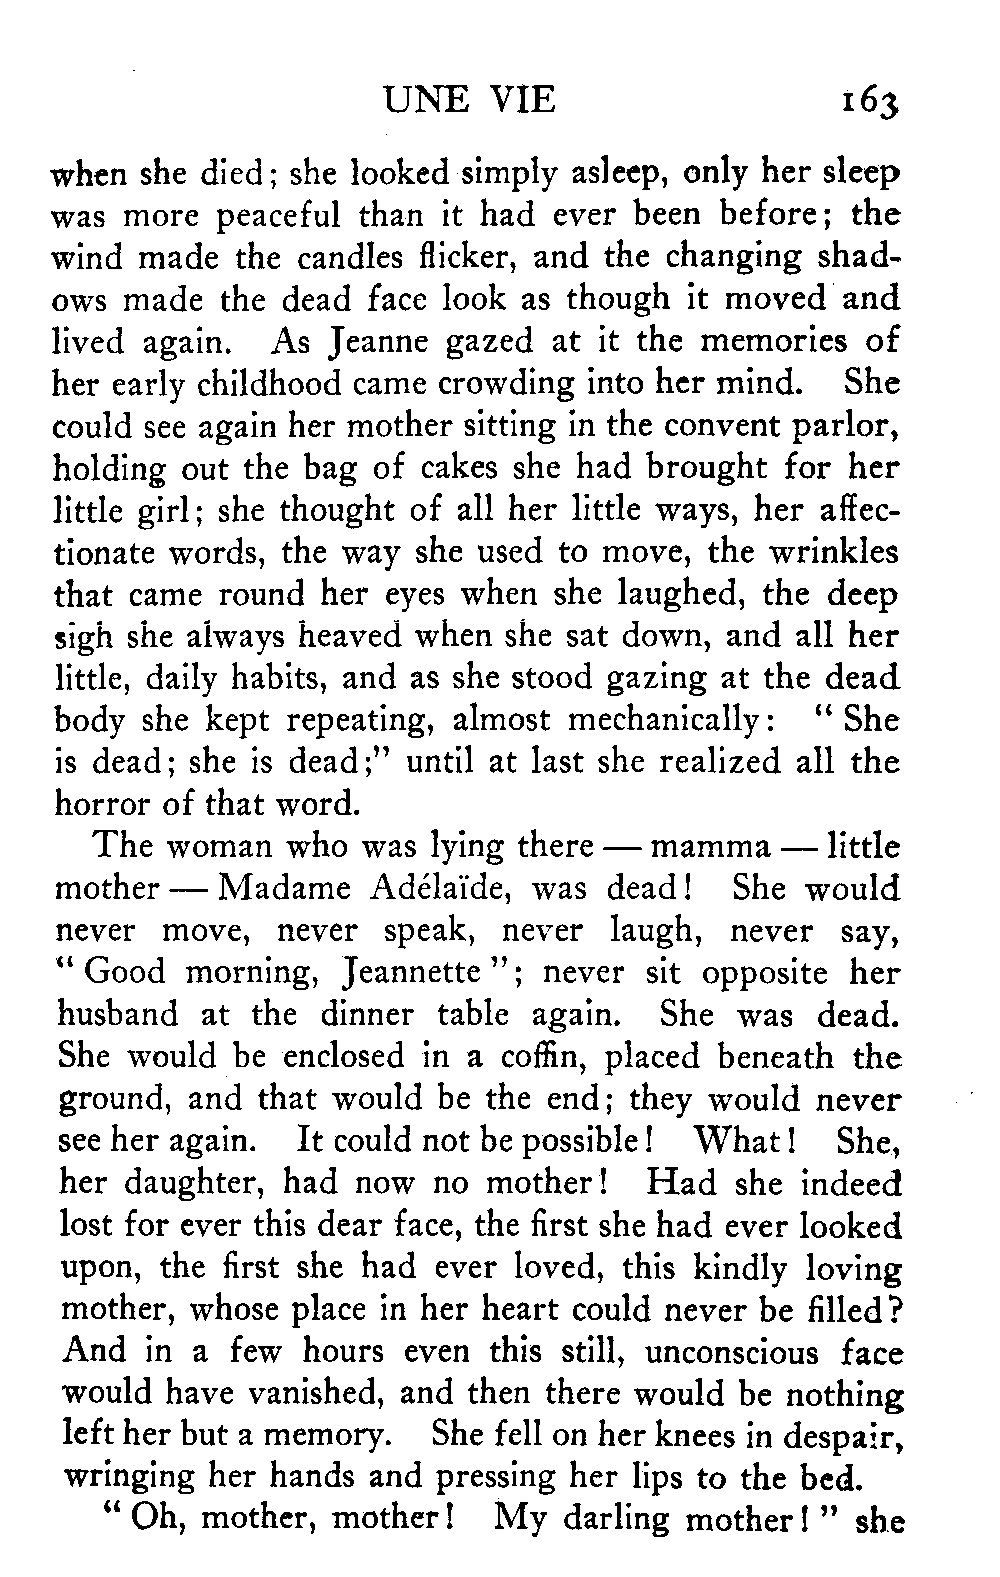 UNE VIE 163
when she died; she looked simply asleep, only her sleep
was more peaceful than it had ever been before; the
wind made the candles flicker, and the changing shad-
ows made the dead face look as though it moved and
lived again. As Jeanne gazed at it the memories of
her early childhood came crowding into her mind. She
could see again her mother sitting in the convent parlor,
holding out the bag of cakes she had brought for her
little girl; she thought of all her little ways, her affec-
tionate words, the way she used to move, the wrinkles
that came round her eyes when she laughed, the deep
sigh she always heaved when she sat down, and all her
little, daily habits, and as she stood gazing at the dead
body she kept repeating, almost mechanically: "She
is dead; she is dead;" until at last she realized all the
horror of that word.
The woman who was lying there — mamma — little
mother — Madame Adélaïde, was dead! She would
never move, never speak, never laugh, never say,
"Good morning, Jeannette"; never sit opposite her
husband at the dinner table again. She was dead.
She would be enclosed in a coffin, placed beneath the
ground, and that would be the end; they would never
see her again. It could not be possible! What! She,
her daughter, had now no mother! Had she indeed
lost for ever this dear face, the first she had ever looked
upon, the first she had ever loved, this kindly loving
mother, whose place in her heart could never be filled?
And in a few hours even this still, unconscious face
would have vanished, and then there would be nothing
left her but a memory. She fell on her knees in despair,
wringing her hands and pressing her lips to the bed.
"Oh, mother, mother! My darling mother!" she